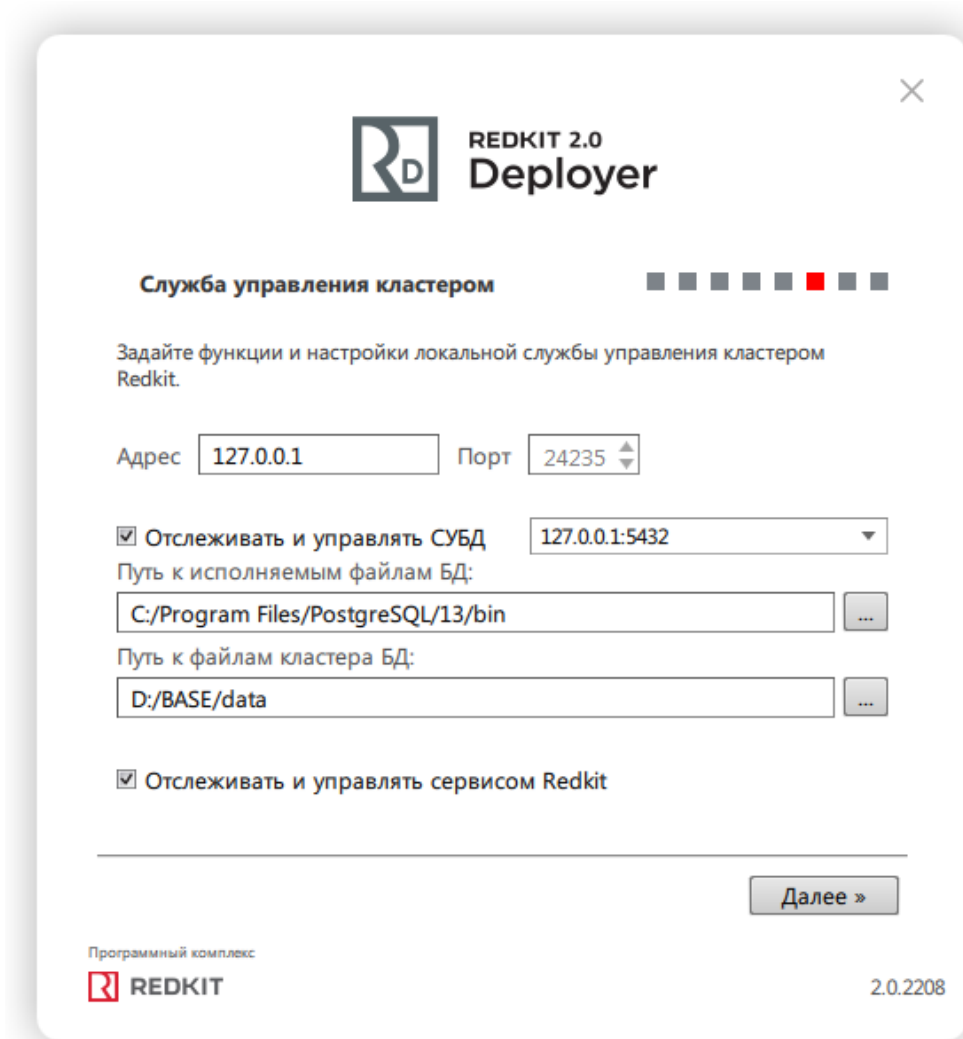 REDKIT 2.0
Deployer
Служба управления кластером
Задайте функции и настройки локальной службы управления кластером
Redkit.
Адрес 127.0.0.1 Порт 24235
Отслеживать и управлять СУБД 127.0.0.1:5432
Путь к исполняемым файлам БД:
C:/Program Files/PostgreSQL/13/bin ...
Путь к файлам кластера БД:
D:/BASE/data ...
Отслеживать и управлять сервисом Redkit
Далее »
Программный комплекс
REDKIT 2.0.2208